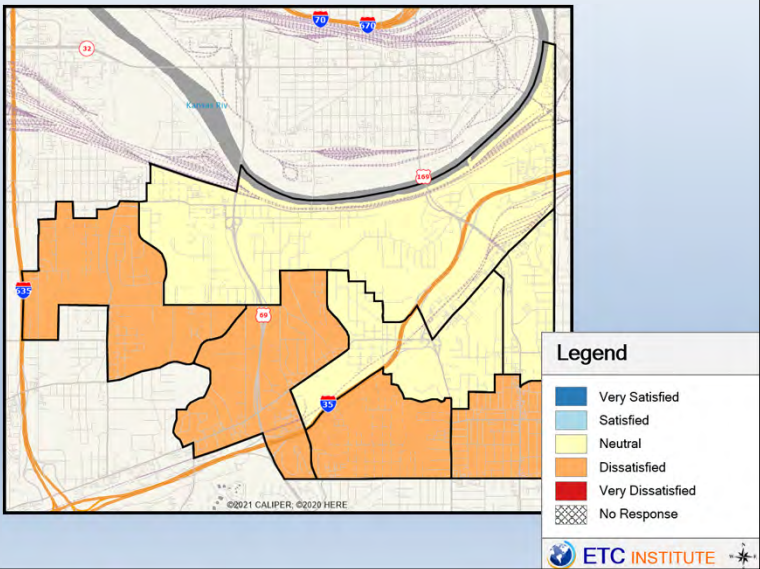 70
670
32
Kansas Riv
169
635
69
35
©2021 CALIPER; ©2020 HERE
Legend
Very Satisfied
Satisfied
Neutral
Dissatisfied
Very Dissatisfied
No Response
ETC INSTITUTE